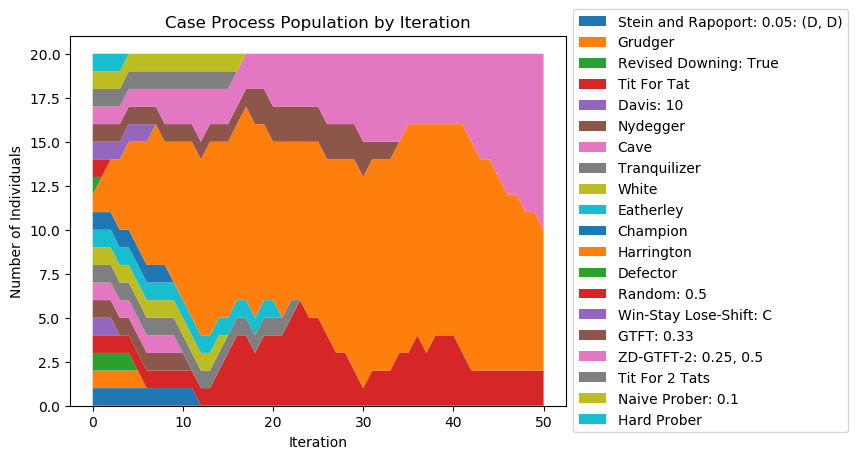 Case Process Population by Iteration
20.0
17.5
15.0
12.5
10.0
7.5
5.0
2.5
0.0
Number of Individuals
0
10
20
30
40
50
Iteration
Stein and Rapoport: 0.05: (D, D)
Grudger
Revised Downing: True
Tit For Tat
Davis: 10
Nydegger
Cave
Tranquilizer
White
Eatherley
Champion
Harrington
Defector
Random: 0.5
Win-Stay Lose-Shift: C
GTFT: 0.33
ZD-GTFT-2: 0.25, 0.5
Tit For 2 Tats
Naive Prober: 0.1
Hard Prober